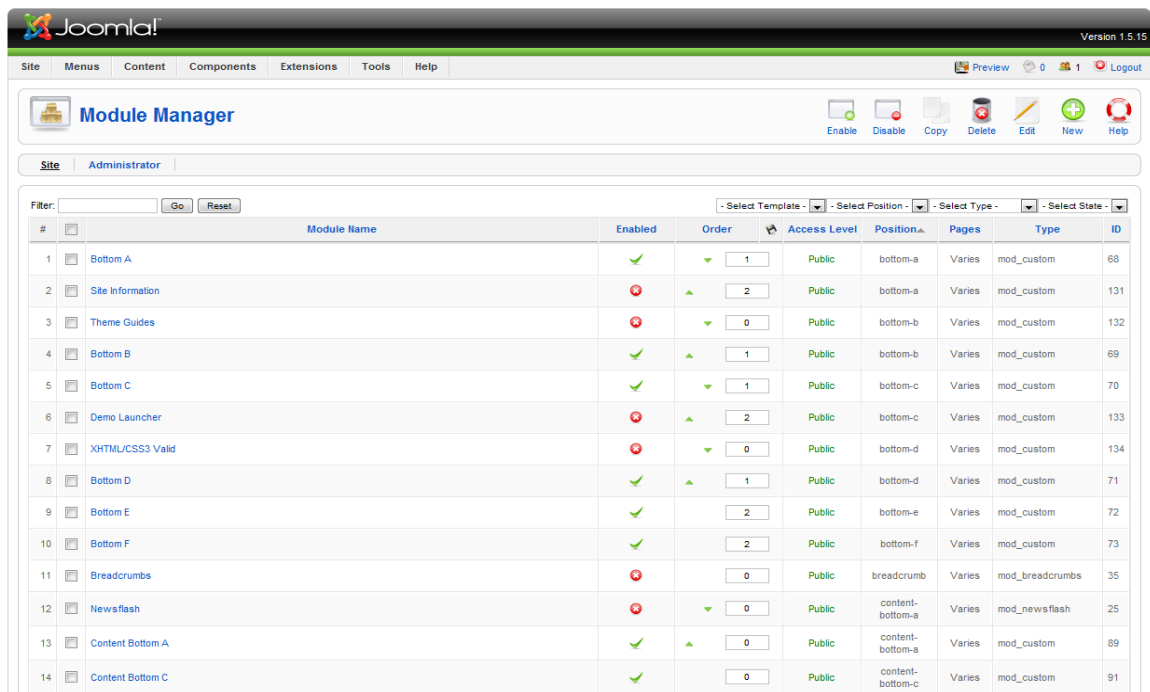 Joomla!
Version 1.5.15
Site Menus Content Components Extensions Tools Help Preview 0 1 Logout
Module Manager
Enable Disable Copy Delete Edit New Help
Site Administrator
Filter: Go Reset - Select Template - - Select Position - - Select Type - - Select State -
# Module Name Enabled Order Access Level Position Pages Type ID
1 Bottom A 1 Public bottom-a Varies mod_custom 68
2 Site Information 2 Public bottom-a Varies mod_custom 131
3 Theme Guides 0 Public bottom-b Varies mod_custom 132
4 Bottom B 1 Public bottom-b Varies mod_custom 69
5 Bottom C 1 Public bottom-c Varies mod_custom 70
6 Demo Launcher 2 Public bottom-c Varies mod_custom 133
7 XHTML/CSS3 Valid 0 Public bottom-d Varies mod_custom 134
8 Bottom D 1 Public bottom-d Varies mod_custom 71
9 Bottom E 2 Public bottom-e Varies mod_custom 72
10 Bottom F 2 Public bottom-f Varies mod_custom 73
11 Breadcrumbs 0 Public breadcrumb Varies mod_breadcrumbs 35
12 Newsflash 0 Public content-bottom-a Varies mod_newsflash 25
13 Content Bottom A 0 Public content-bottom-a Varies mod_custom 89
14 Content Bottom C 0 Public content-bottom-c Varies mod_custom 91